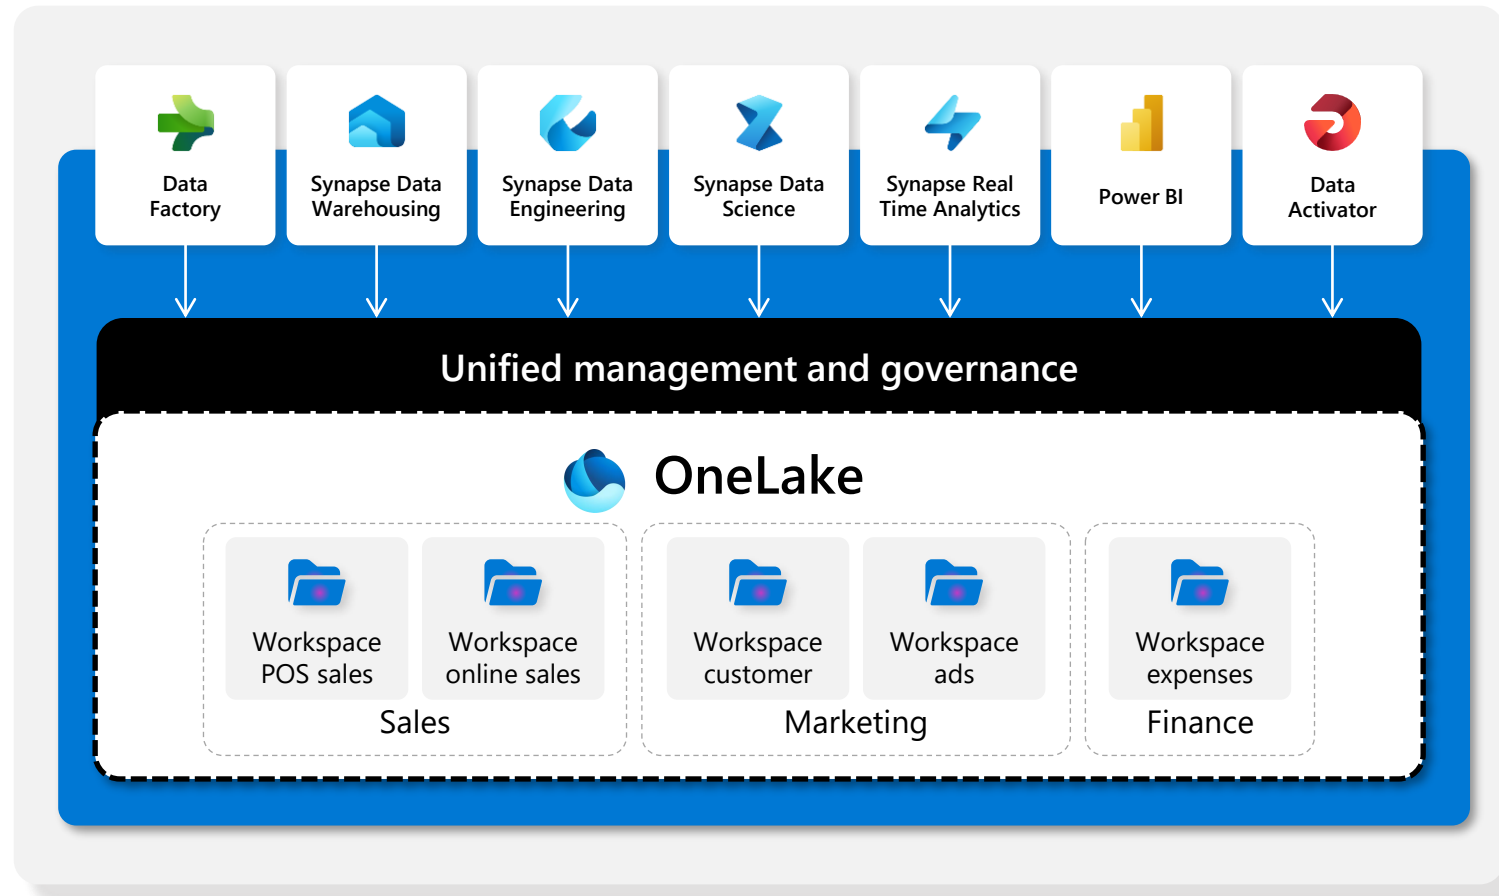 Data
Factory
Synapse Data
Warehousing
Synapse Data
Engineering
Synapse Data
Science
Synapse Real
Time Analytics
Power BI
Data
Activator
Unified management and governance
OneLake
Workspace
POS sales
Workspace
online sales
Sales
Workspace
customer
Workspace
ads
Marketing
Workspace
expenses
Finance